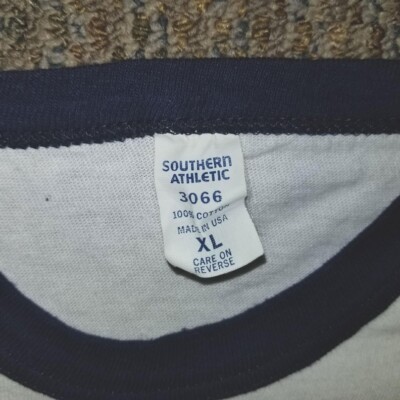 SOUTHERN
ATHLETIC
3066
100% COTTON
MADE IN USA
XL
CARE ON
REVERSE